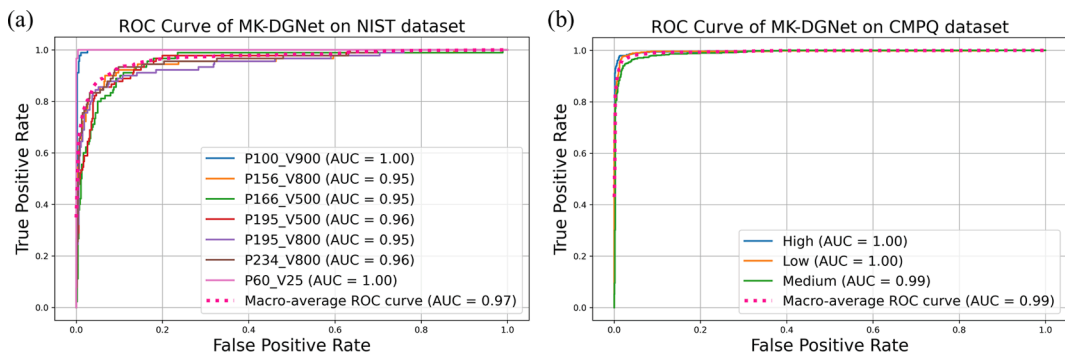 (a)
ROC Curve of MK-DGNet on NIST dataset
True Positive Rate
1.0
0.8
0.6
0.4
0.2
0.0
P100_V900 (AUC = 1.00)
P156_V800 (AUC = 0.95)
P166_V500 (AUC = 0.95)
P195_V500 (AUC = 0.96)
P195_V800 (AUC = 0.95)
P234_V800 (AUC = 0.96)
P60_V25 (AUC = 1.00)
Macro-average ROC curve (AUC = 0.97)
0.0 0.2 0.4 0.6 0.8 1.0
False Positive Rate
(b)
ROC Curve of MK-DGNet on CMPQ dataset
True Positive Rate
1.0
0.8
0.6
0.4
0.2
0.0
High (AUC = 1.00)
Low (AUC = 1.00)
Medium (AUC = 0.99)
Macro-average ROC curve (AUC = 0.99)
0.0 0.2 0.4 0.6 0.8 1.0
False Positive Rate